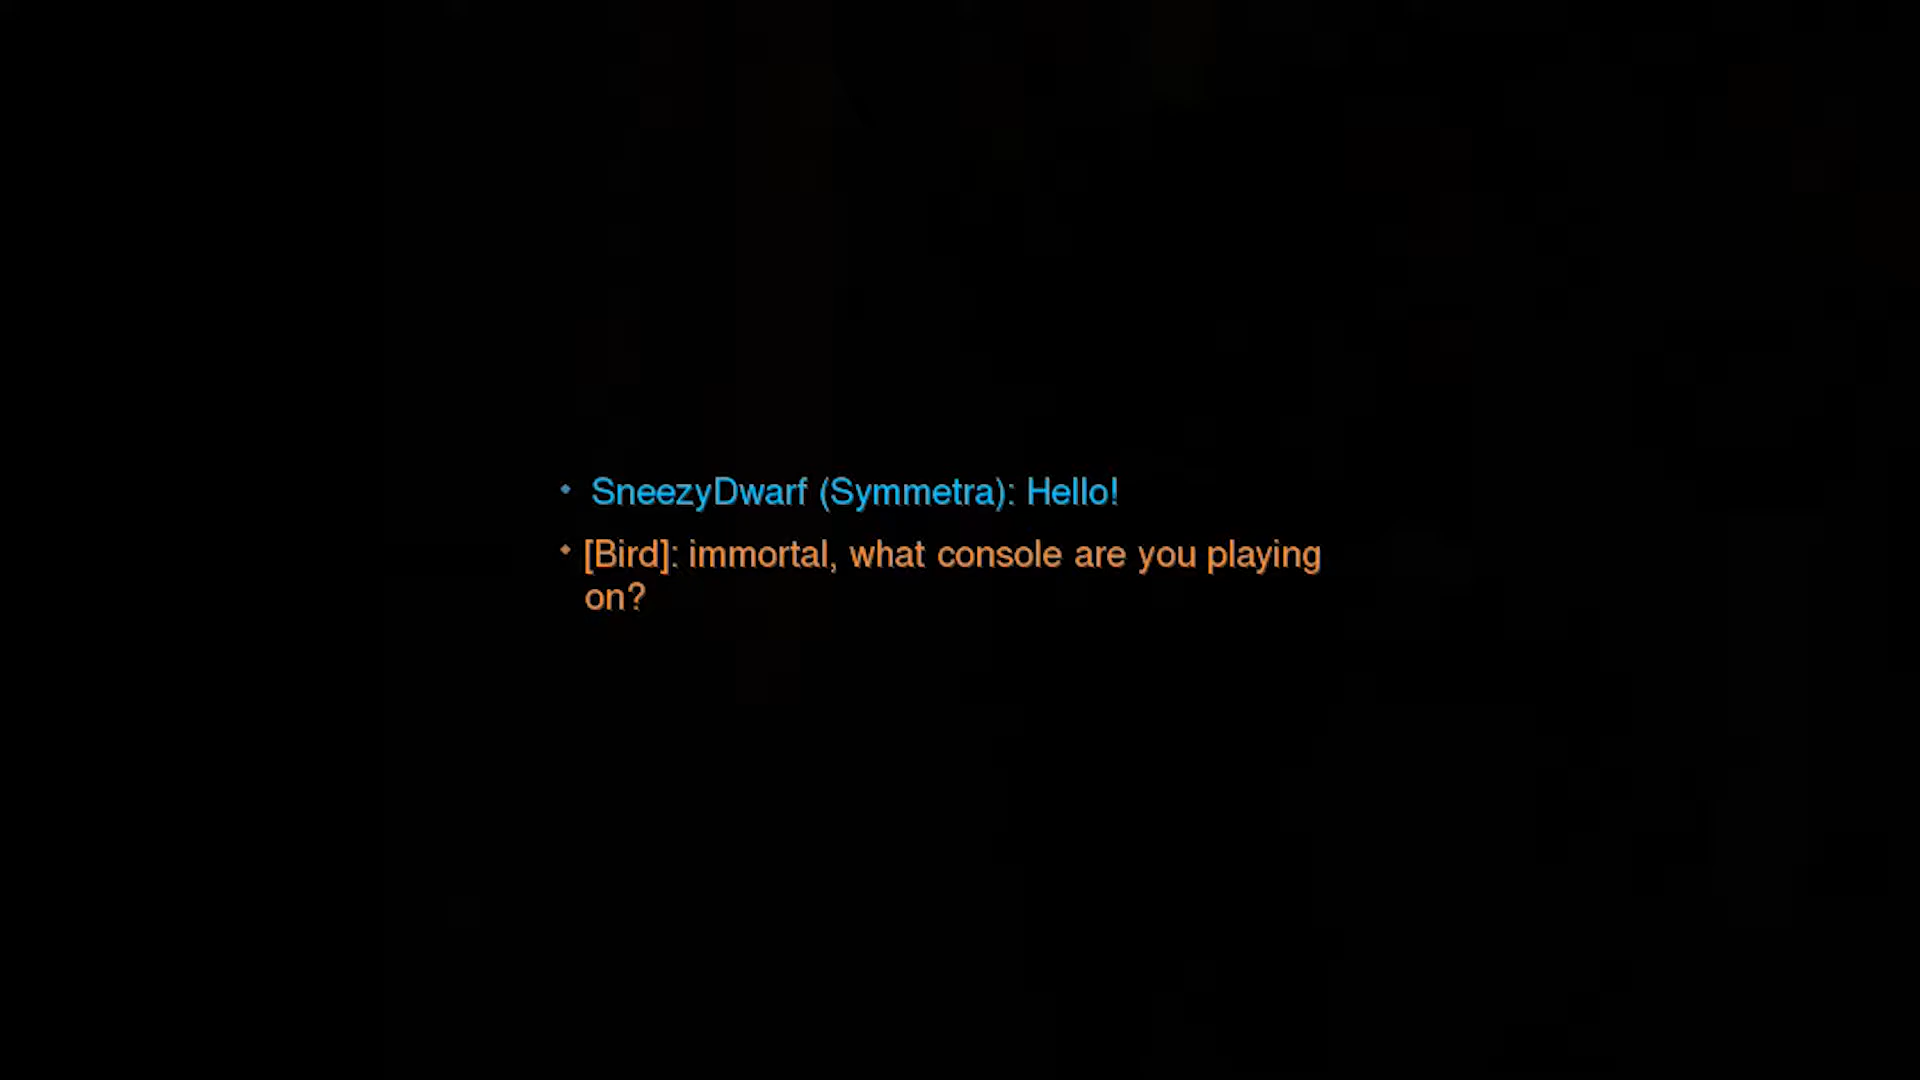 SneezyDwarf (Symmetra): Hello!
[Bird]: immortal, what console are you playing
on?